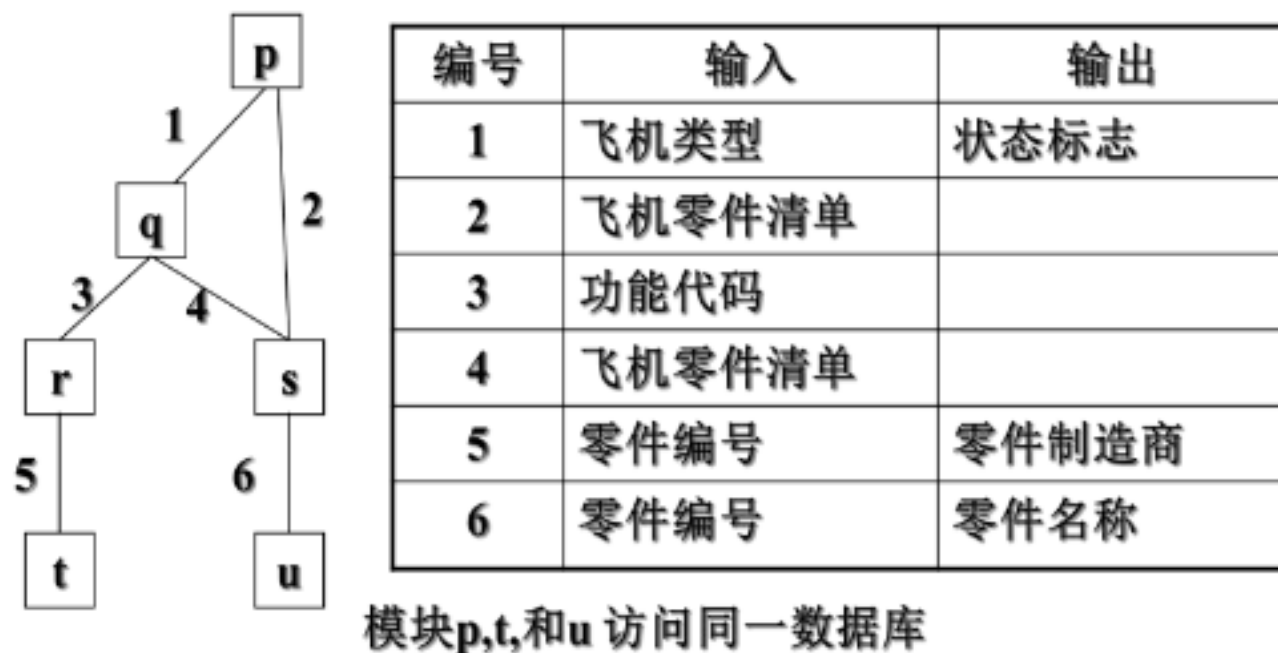 p
1
q
2
3
4
r
s
5
6
t
u
编号 输入 输出
1 飞机类型 状态标志
2 飞机零件清单
3 功能代码
4 飞机零件清单
5 零件编号 零件制造商
6 零件编号 零件名称
模块p,t,和u 访问同一数据库